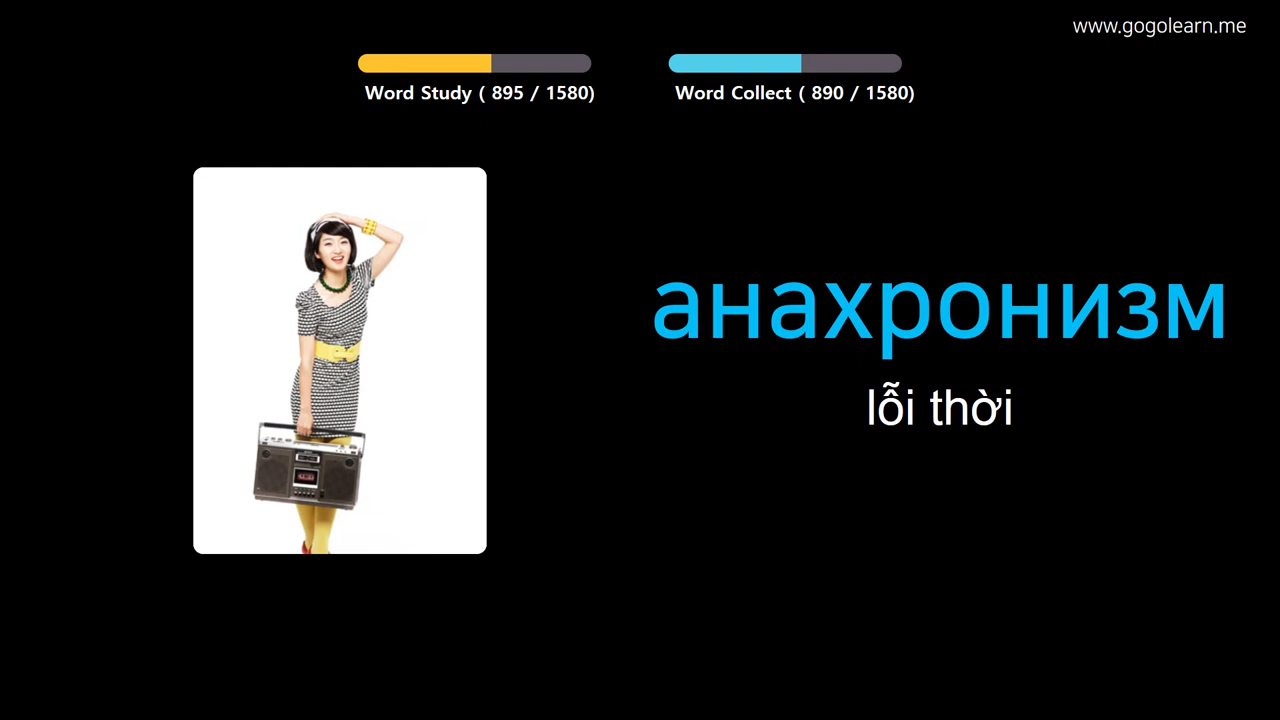 www.gogolearn.me
Word Study ( 895 / 1580)
Word Collect ( 890 / 1580)
анахронизм
lỗi thời